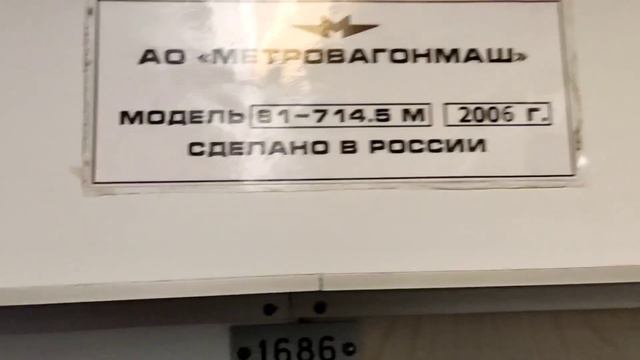 М
АО «МЕТРОВАГОНМАШ»
МОДЕЛЬ 81-714.5 М 2006 г.
СДЕЛАНО В РОССИИ
1686